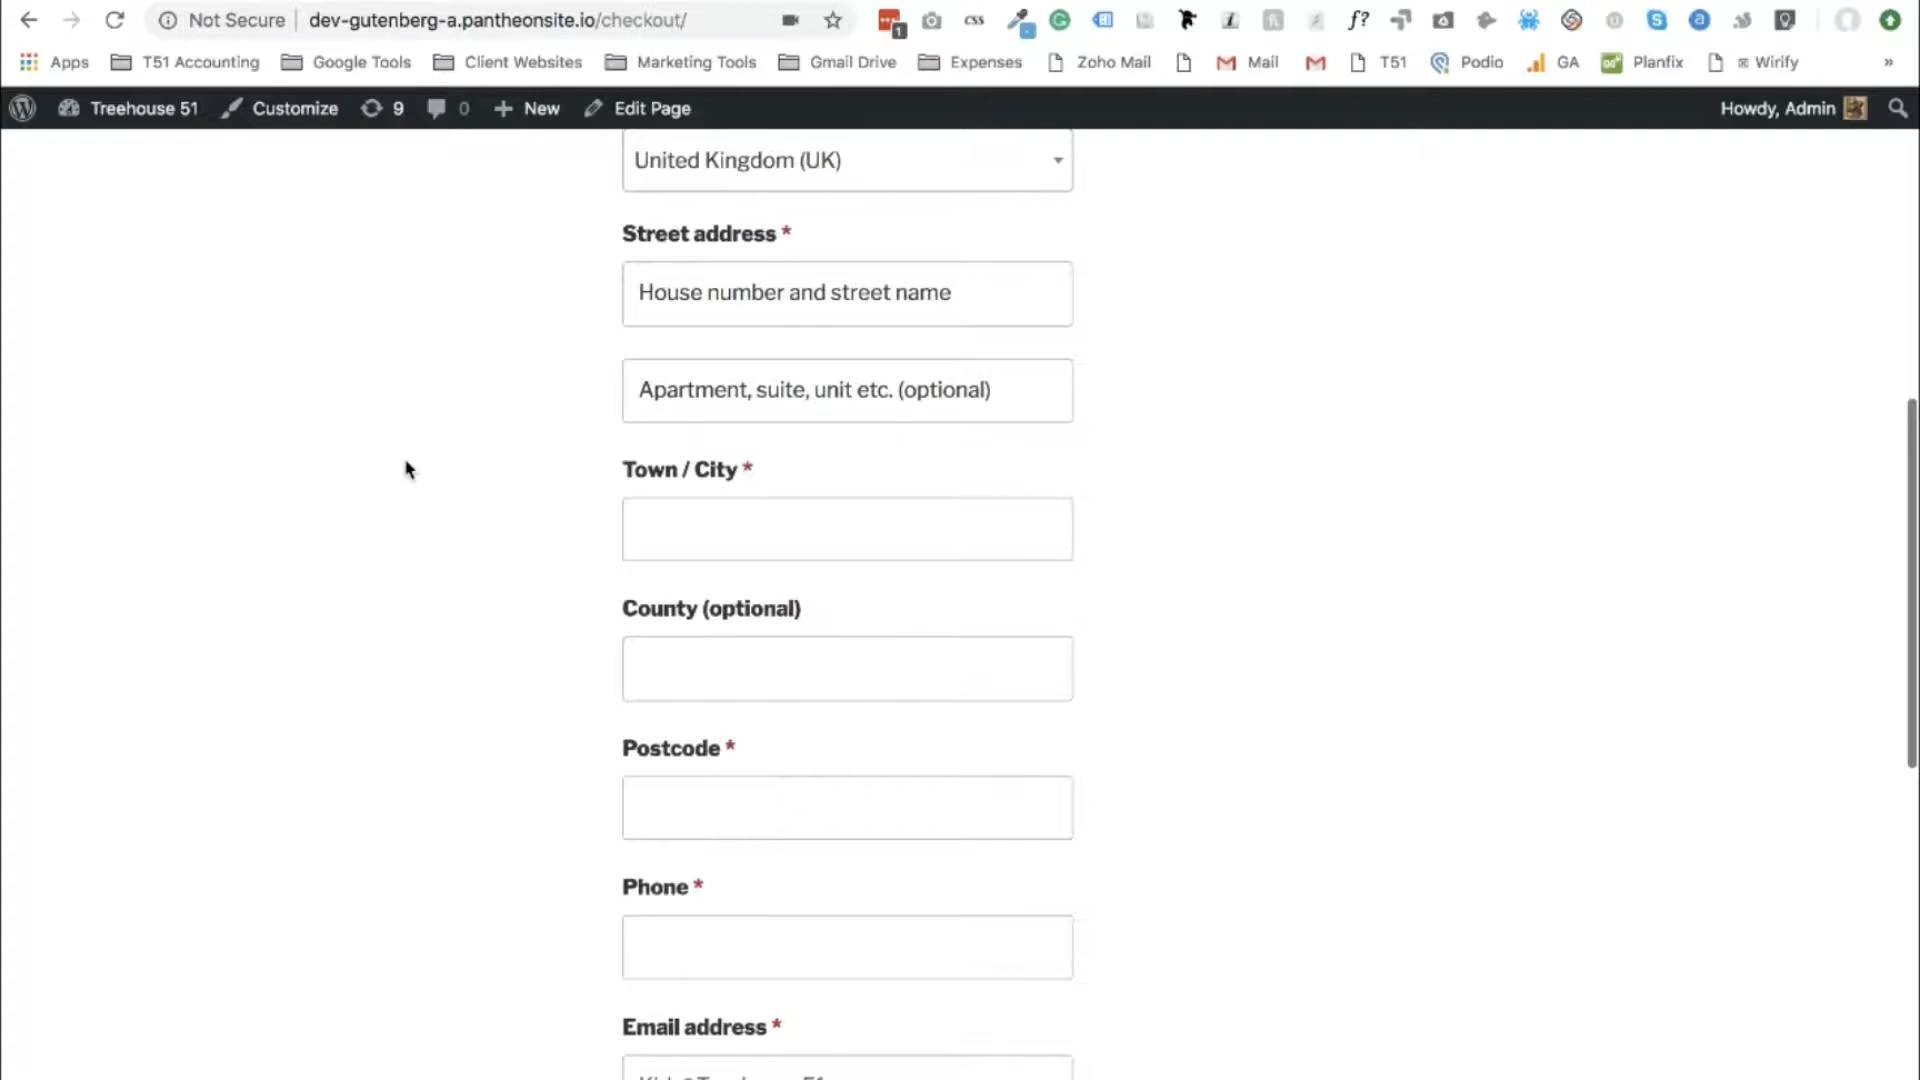 Not Secure dev-gutenberg-a.pantheonsite.io/checkout/ 1 css f?
Apps T51 Accounting Google Tools Client Websites Marketing Tools Gmail Drive Expenses Zoho Mail Mail T51 Podio GA Planfix Wirify »
Treehouse 51 Customize 9 0 New Edit Page Howdy, Admin
United Kingdom (UK)
Street address *
House number and street name
Apartment, suite, unit etc. (optional)
Town / City *
County (optional)
Postcode *
Phone *
Email address *